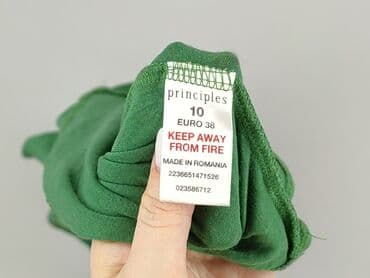 principles
10
EURO 38
KEEP AWAY
FROM FIRE
MADE IN ROMANIA
2236651471526
023586712